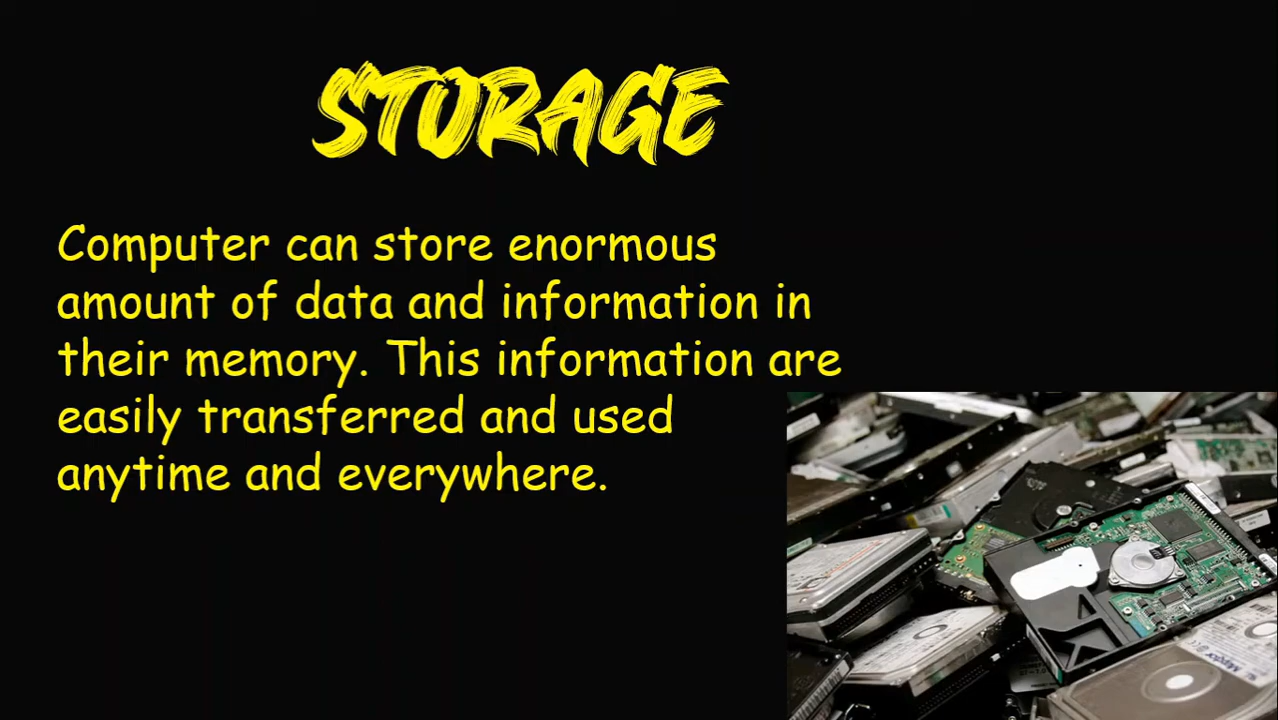 STORAGE
Computer can store enormous
amount of data and information in
their memory. This information are
easily transferred and used
anytime and everywhere.
Maxtor